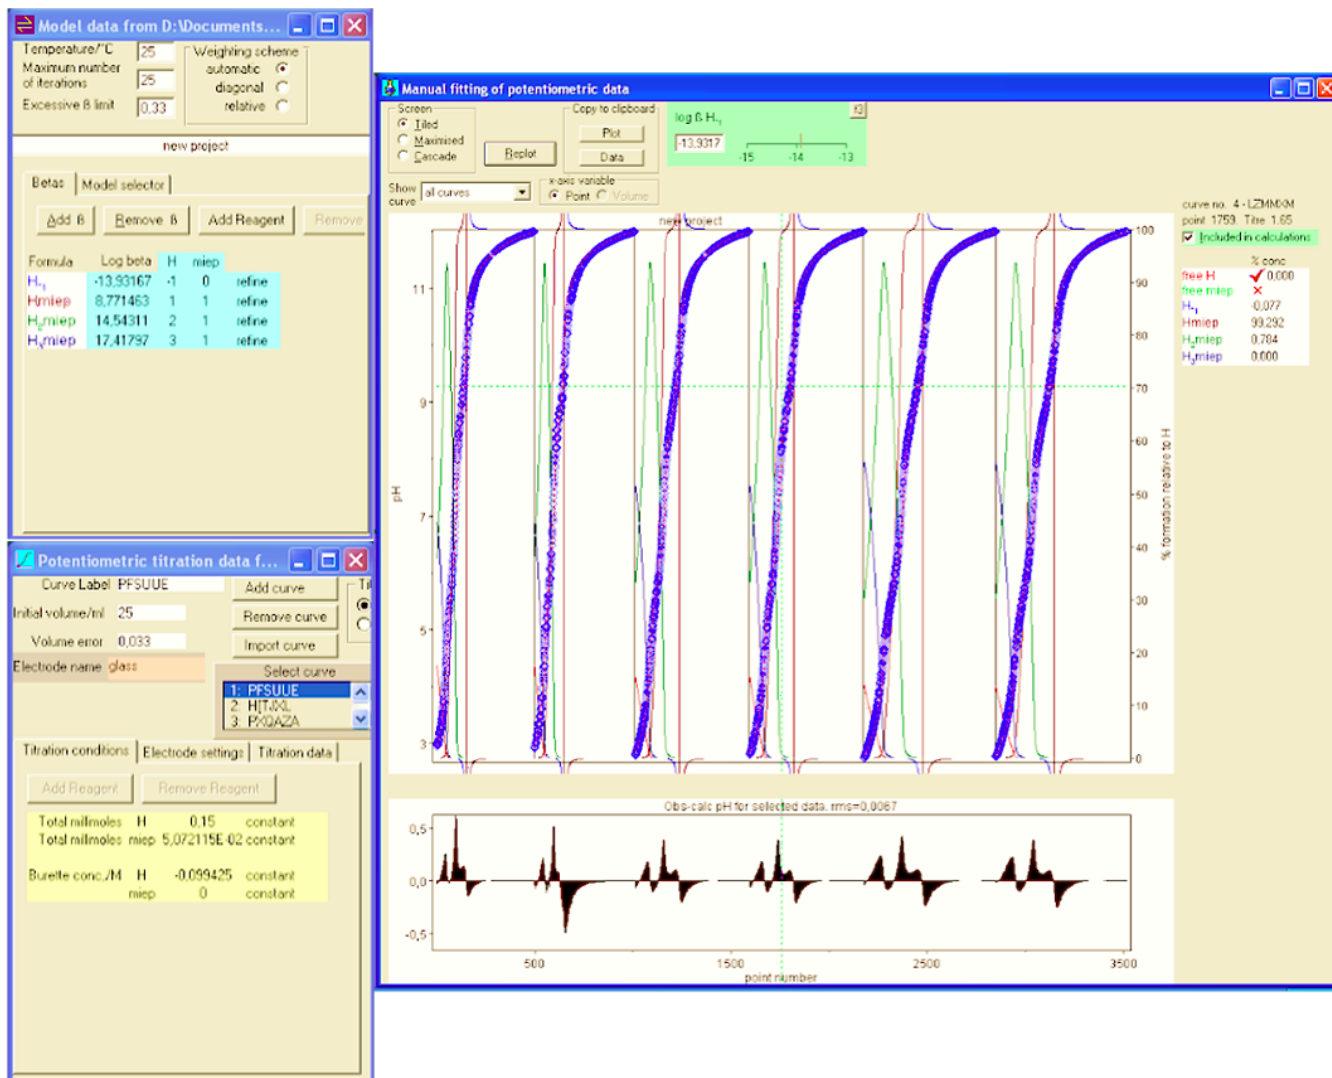 Model data from D:\Documents...
Temperature/°C 25
Maximum number of iterations 25
Excessive ß limit 0,33
Weighting scheme
automatic
diagonal
relative
new project
Betas Model selector
Add ß Remove ß Add Reagent Remove
Formula Log beta H miep
H-1 -13,93167 -1 0 refine
Hmiep 8,771463 1 1 refine
H2miep 14,54311 2 1 refine
H3miep 17,41797 3 1 refine
Potentiometric titration data f...
Curve Label PFSUUE
Initial volume/ml 25
Volume error 0,033
Electrode name glass
Add curve
Remove curve
Import curve
Select curve
1: PFSUUE
3: PXQAZA
Titration conditions Electrode settings Titration data
Add Reagent Remove Reagent
Total millmoles H 0,15 constant
Total millmoles miep 5,072115E-02 constant
Burette conc./M H -0.099425 constant
miep 0 constant
Manual fitting of potentiometric data
Screen
Tiled
Maximised
Cascade
Replot
Copy to clipboard
Plot
Data
log ß H-1
-13,9317
-15 -14 -13
Show curve all curves
x-axis variable
Point Volume
new project
pH
11
9
7
5
3
100
90
80
70
60
50
40
30
20
10
0
% formation relative to H
curve no. 4 - LZMMXM
point 1759. Titre 1.65
Included in calculations
% conc
free H 0,000
free miep
H-1 -0,077
Hmiep 99,292
H2miep 0,784
H3miep 0.000
Obs-calc pH for selected data. rms=0,0067
0,5
0,0
-0,5
500 1500 2500 3500
point number